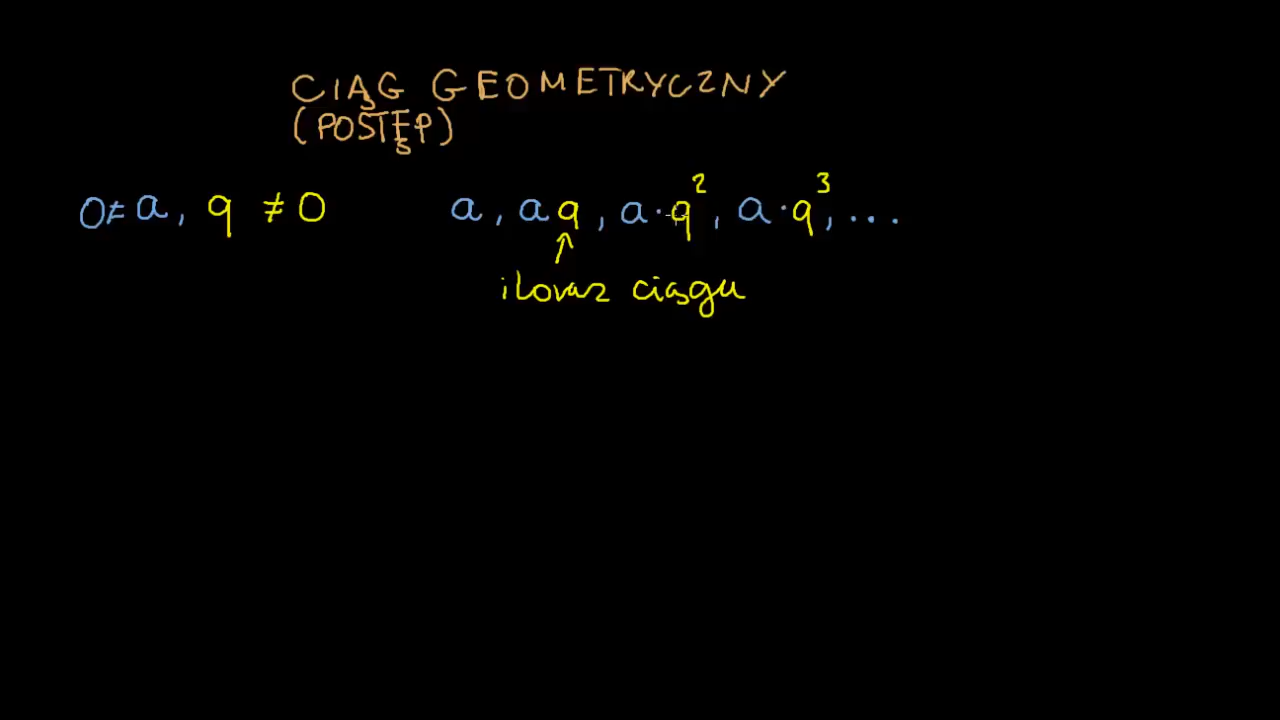 CIĄG GEOMETRYCZNY
(POSTĘP)
0≠a, q ≠ 0 a, aq, a·q², a·q³, ...
↑
iloraz ciągu